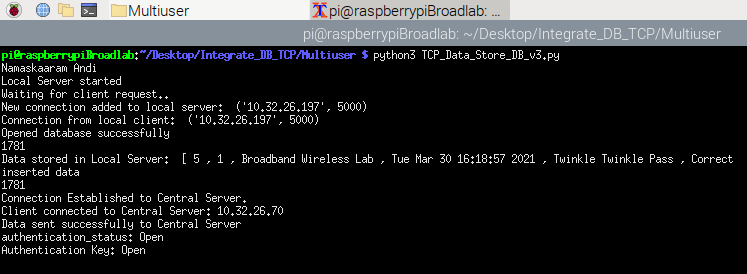 Multiuser
pi@raspberrypiBroadlab: ...
pi@raspberrypiBroadlab: ~/Desktop/Integrate_DB_TCP/Multiuser
pi@raspberrypiBroadlab:~/Desktop/Integrate_DB_TCP/Multiuser $ python3 TCP_Data_Store_DB_v3.py
Namaskaaram Andi
Local Server started
Waiting for client request..
New connection added to local server:  ('10.32.26.197', 5000)
Connection from local client:  ('10.32.26.197', 5000)
Opened database successfully
1781
Data stored in Local Server:  [ 5 , 1 , Broadband Wireless Lab , Tue Mar 30 16:18:57 2021 , Twinkle Twinkle Pass , Correct
inserted data
1781
Connection Established to Central Server.
Client connected to Central Server: 10.32.26.70
Data sent successfully to Central Server
authentication_status: Open
Authentication Key: Open